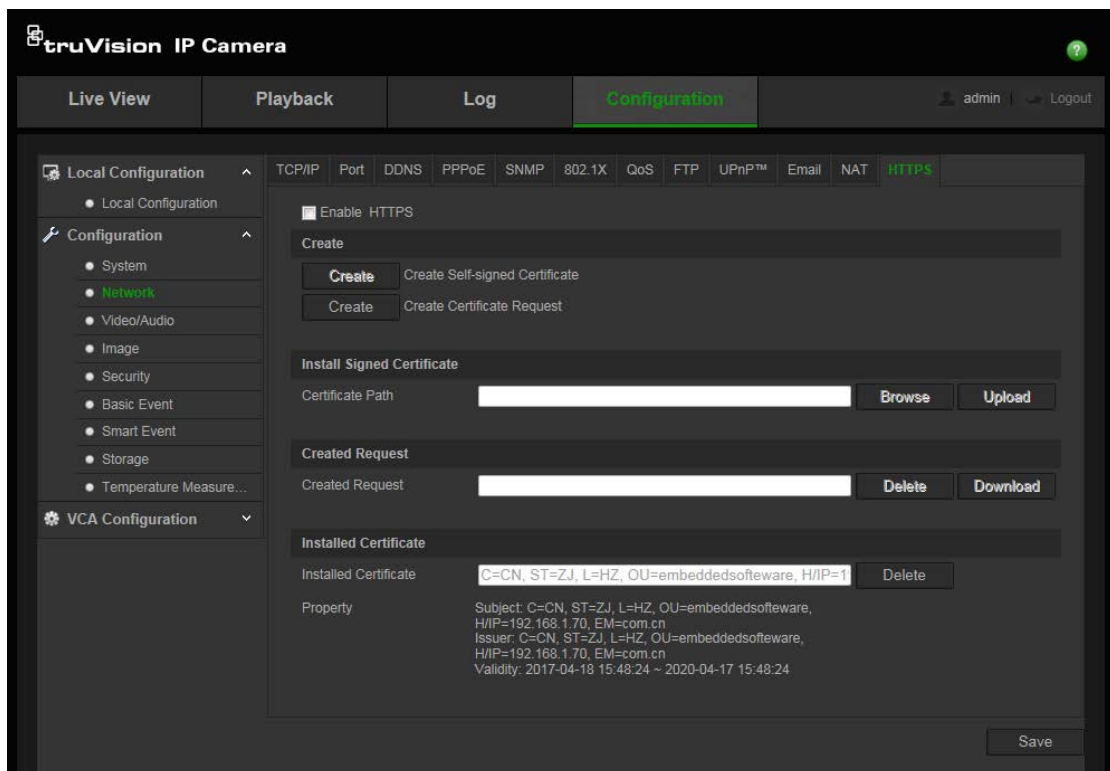 truVision IP Camera
?
Live View Playback Log Configuration admin | Logout
Local Configuration
Local Configuration
Configuration
System
Network
Video/Audio
Image
Security
Basic Event
Smart Event
Storage
Temperature Measure...
VCA Configuration
TCP/IP Port DDNS PPPoE SNMP 802.1X QoS FTP UPnP™ Email NAT HTTPS
Enable HTTPS
Create
Create Create Self-signed Certificate
Create Create Certificate Request
Install Signed Certificate
Certificate Path Browse Upload
Created Request
Created Request Delete Download
Installed Certificate
Installed Certificate C=CN, ST=ZJ, L=HZ, OU=embeddedsofteware, H/IP=1 Delete
Property Subject: C=CN, ST=ZJ, L=HZ, OU=embeddedsofteware,
H/IP=192.168.1.70, EM=com.cn
Issuer: C=CN, ST=ZJ, L=HZ, OU=embeddedsofteware,
H/IP=192.168.1.70, EM=com.cn
Validity: 2017-04-18 15:48:24 ~ 2020-04-17 15:48:24
Save